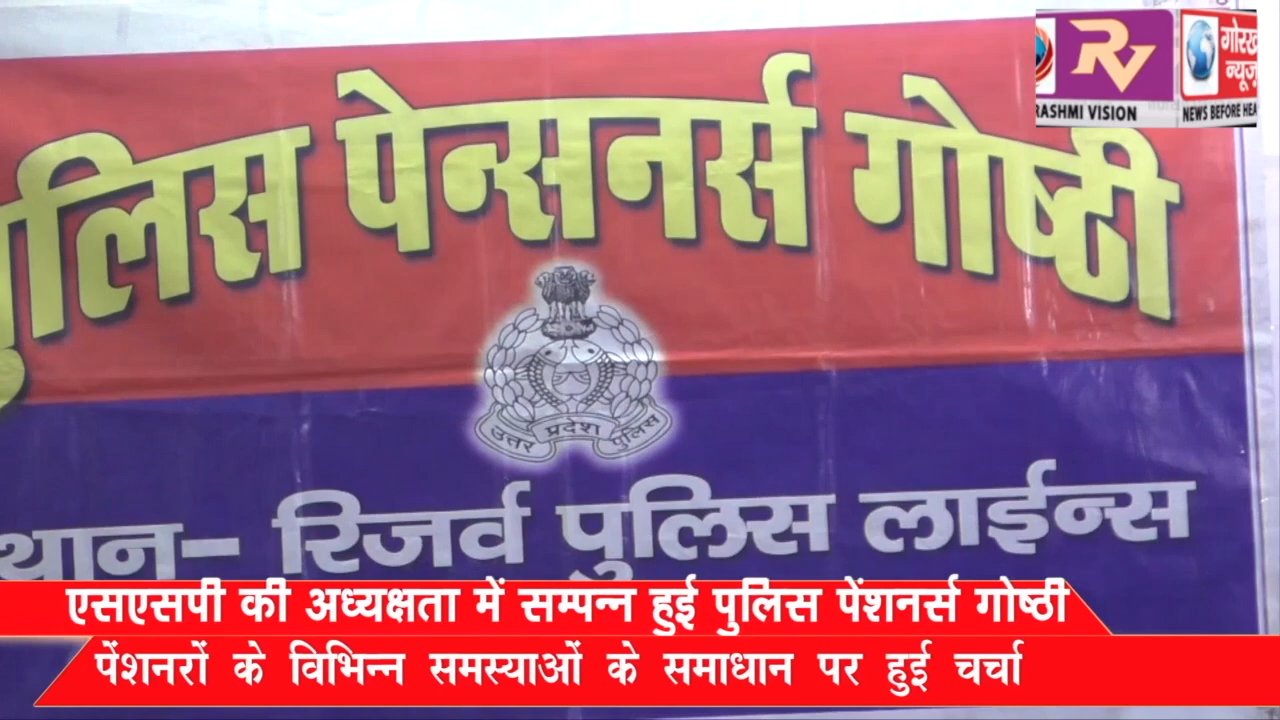 पुलिस पेन्सनर्स गोष्ठी
RV
RASHMI VISION
न्यूज़
NEWS BEFORE
उत्तर प्रदेश पुलिस
रिजर्व पुलिस लाईन्स
एसएसपी की अध्यक्षता में सम्पन्न हुई पुलिस पेंशनर्स गोष्ठी
पेंशनरों के विभिन्न समस्याओं के समाधान पर हुई चर्चा